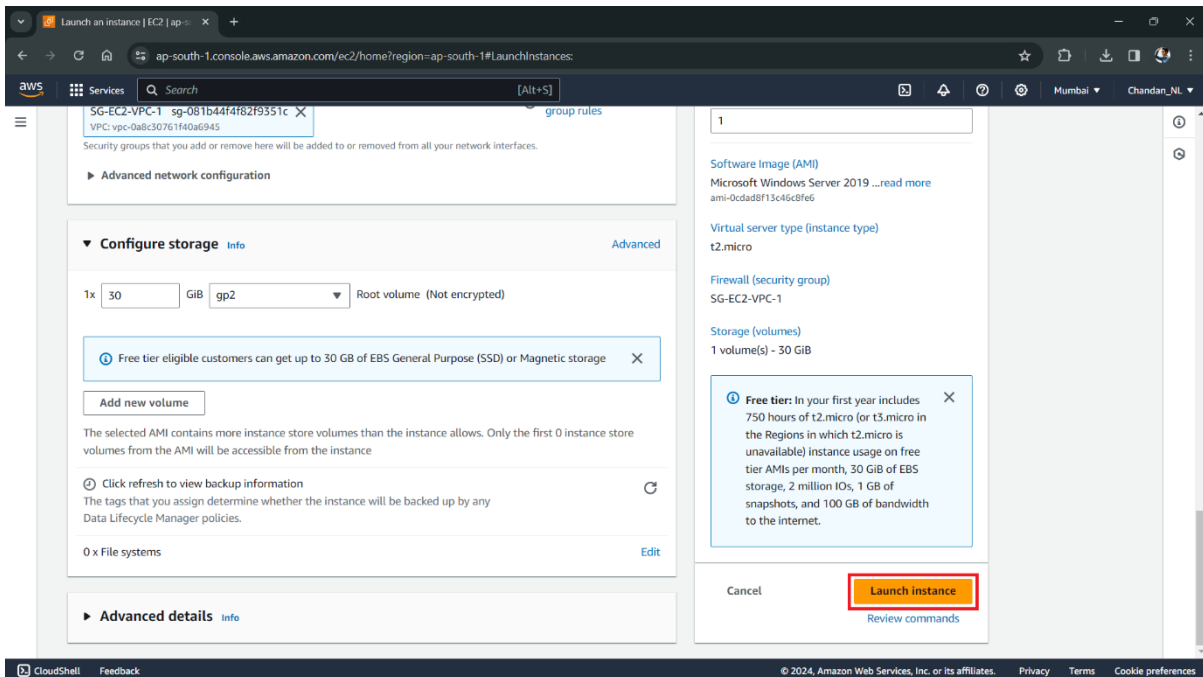 Launch an instance | EC2 | ap-s
ap-south-1.console.aws.amazon.com/ec2/home?region=ap-south-1#LaunchInstances:
aws
Services
Search
[Alt+S]
Mumbai
Chandan_NL
SG-EC2-VPC-1 sg-081b44f4f82f9351c
VPC: vpc-0a8c30761f40a6945
group rules
Security groups that you add or remove here will be added to or removed from all your network interfaces.
Advanced network configuration
Configure storage Info
Advanced
1x 30 GiB gp2 Root volume (Not encrypted)
Free tier eligible customers can get up to 30 GB of EBS General Purpose (SSD) or Magnetic storage
Add new volume
The selected AMI contains more instance store volumes than the instance allows. Only the first 0 instance store
volumes from the AMI will be accessible from the instance
Click refresh to view backup information
The tags that you assign determine whether the instance will be backed up by any
Data Lifecycle Manager policies.
0 x File systems
Edit
Advanced details Info
1
Software Image (AMI)
Microsoft Windows Server 2019 ...read more
ami-0cdad8f13c46c8fe6
Virtual server type (instance type)
t2.micro
Firewall (security group)
SG-EC2-VPC-1
Storage (volumes)
1 volume(s) - 30 GiB
Free tier: In your first year includes
750 hours of t2.micro (or t3.micro in
the Regions in which t2.micro is
unavailable) instance usage on free
tier AMIs per month, 30 GiB of EBS
storage, 2 million IOs, 1 GB of
snapshots, and 100 GB of bandwidth
to the internet.
Cancel
Launch instance
Review commands
CloudShell
Feedback
© 2024, Amazon Web Services, Inc. or its affiliates.
Privacy
Terms
Cookie preferences